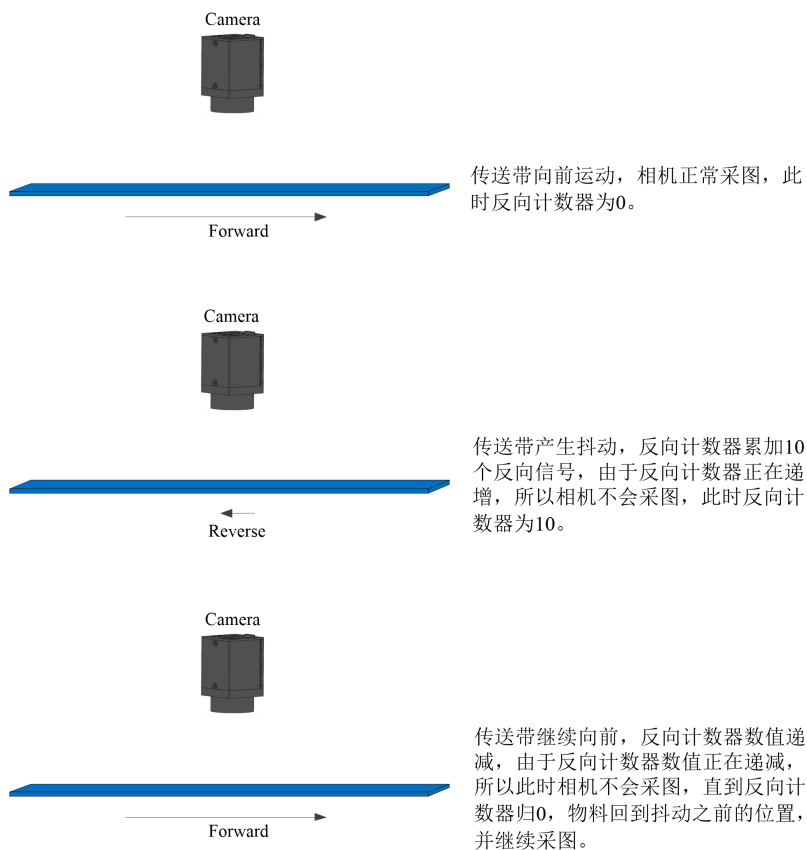 Camera
传送带向前运动，相机正常采图，此
时反向计数器为0。
Forward
Camera
传送带产生抖动，反向计数器累加10
个反向信号，由于反向计数器正在递
增，所以相机不会采图，此时反向计
数器为10。
Reverse
Camera
传送带继续向前，反向计数器数值递
减，由于反向计数器数值正在递减，
所以此时相机不会采图，直到反向计
数器归0，物料回到抖动之前的位置，
并继续采图。
Forward